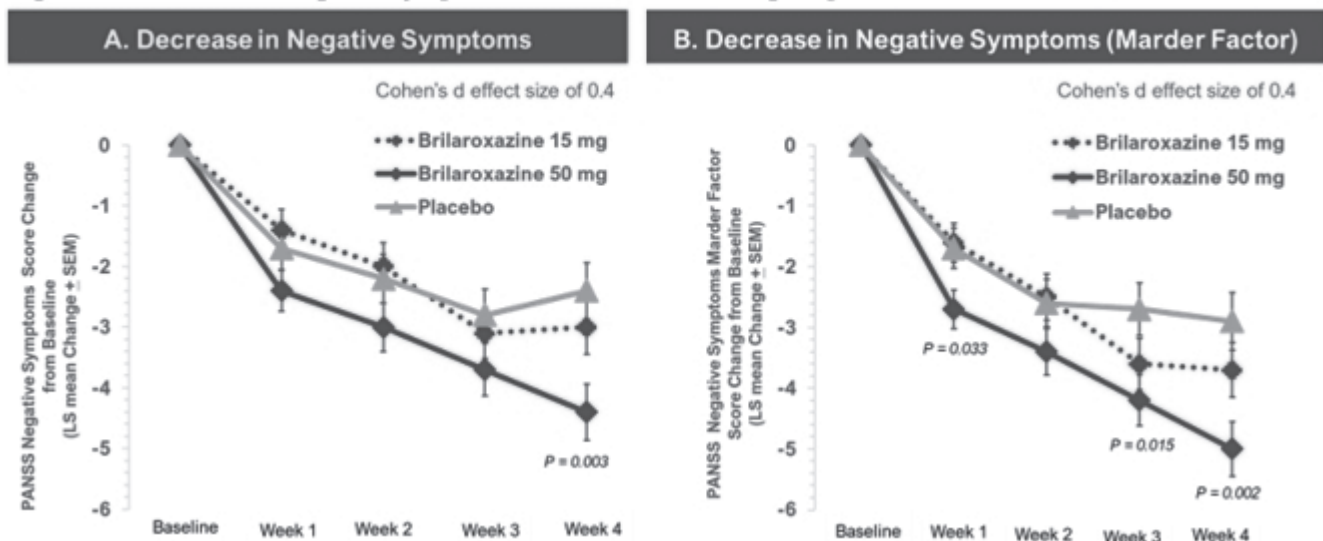 A. Decrease in Negative Symptoms
Cohen's d effect size of 0.4
Brilaroxazine 15 mg
Brilaroxazine 50 mg
Placebo
PANSS Negative Symptoms Score Change
from Baseline
(LS mean Change ± SEM)
0
-1
-2
-3
-4
-5
-6
P = 0.003
Baseline
Week 1
Week 2
Week 3
Week 4
B. Decrease in Negative Symptoms (Marder Factor)
Cohen's d effect size of 0.4
Brilaroxazine 15 mg
Brilaroxazine 50 mg
Placebo
PANSS Negative Symptoms Marder Factor
Score Change from Baseline
(LS mean Change ± SEM)
0
-1
-2
-3
-4
-5
-6
P = 0.033
P = 0.015
P = 0.002
Baseline
Week 1
Week 2
Week 3
Week 4